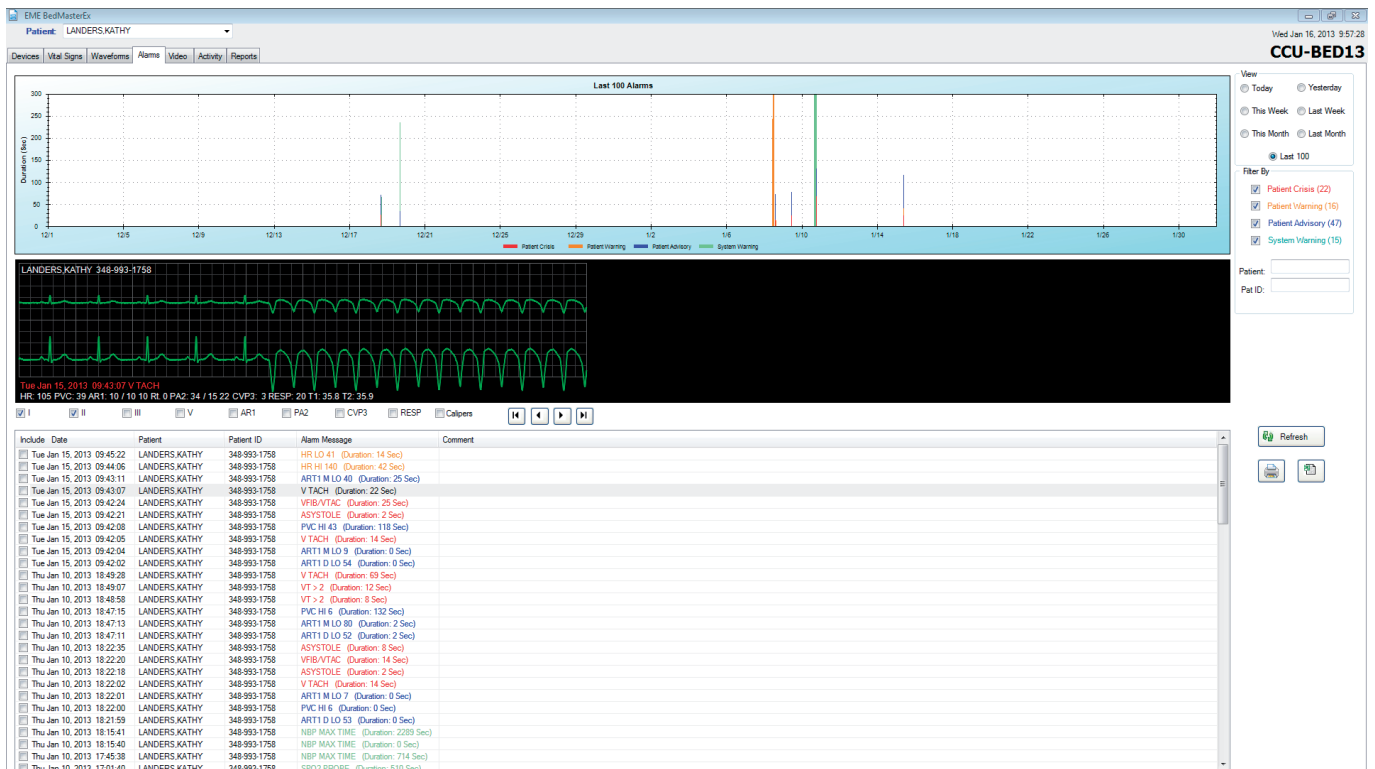 EME BedMasterEx
Patient: LANDERS,KATHY
Wed Jan 16, 2013 9:57:28
Devices Vital Signs Waveforms Alarms Video Activity Reports
CCU-BED13
Last 100 Alarms
Duration (Sec)
300
250
200
150
100
50
0
12/1 12/5 12/9 12/13 12/17 12/21 12/25 12/29 1/2 1/6 1/10 1/14 1/18 1/22 1/26 1/30
Patient Crisis Patient Warning Patient Advisory System Warning
View
Today Yesterday
This Week Last Week
This Month Last Month
Last 100
Filter By
Patient Crisis (22)
Patient Warning (16)
Patient Advisory (47)
System Warning (15)
Patient:
Pat ID:
LANDERS,KATHY 348-993-1758
Tue Jan 15, 2013 09:43:07 V TACH
HR: 105 PVC: 39 AR1: 10 / 10 10 Rt. 0 PA2: 34 / 15 22 CVP3: 3 RESP: 20 T1: 35.8 T2: 35.9
I II III V AR1 PA2 CVP3 RESP Calipers
Refresh
Include Date Patient Patient ID Alarm Message Comment
Tue Jan 15, 2013 09:45:22 LANDERS,KATHY 348-993-1758 HR LO 41 (Duration: 14 Sec)
Tue Jan 15, 2013 09:44:06 LANDERS,KATHY 348-993-1758 HR HI 140 (Duration: 42 Sec)
Tue Jan 15, 2013 09:43:11 LANDERS,KATHY 348-993-1758 ART1 M LO 40 (Duration: 25 Sec)
Tue Jan 15, 2013 09:43:07 LANDERS,KATHY 348-993-1758 V TACH (Duration: 22 Sec)
Tue Jan 15, 2013 09:42:24 LANDERS,KATHY 348-993-1758 VFIB/VTAC (Duration: 25 Sec)
Tue Jan 15, 2013 09:42:21 LANDERS,KATHY 348-993-1758 ASYSTOLE (Duration: 2 Sec)
Tue Jan 15, 2013 09:42:08 LANDERS,KATHY 348-993-1758 PVC HI 43 (Duration: 118 Sec)
Tue Jan 15, 2013 09:42:05 LANDERS,KATHY 348-993-1758 V TACH (Duration: 14 Sec)
Tue Jan 15, 2013 09:42:04 LANDERS,KATHY 348-993-1758 ART1 M LO 9 (Duration: 0 Sec)
Tue Jan 15, 2013 09:42:02 LANDERS,KATHY 348-993-1758 ART1 D LO 54 (Duration: 0 Sec)
Thu Jan 10, 2013 18:49:28 LANDERS,KATHY 348-993-1758 V TACH (Duration: 69 Sec)
Thu Jan 10, 2013 18:49:07 LANDERS,KATHY 348-993-1758 VT > 2 (Duration: 12 Sec)
Thu Jan 10, 2013 18:48:58 LANDERS,KATHY 348-993-1758 VT > 2 (Duration: 8 Sec)
Thu Jan 10, 2013 18:47:15 LANDERS,KATHY 348-993-1758 PVC HI 6 (Duration: 132 Sec)
Thu Jan 10, 2013 18:47:13 LANDERS,KATHY 348-993-1758 ART1 M LO 80 (Duration: 2 Sec)
Thu Jan 10, 2013 18:47:11 LANDERS,KATHY 348-993-1758 ART1 D LO 52 (Duration: 2 Sec)
Thu Jan 10, 2013 18:22:35 LANDERS,KATHY 348-993-1758 ASYSTOLE (Duration: 8 Sec)
Thu Jan 10, 2013 18:22:20 LANDERS,KATHY 348-993-1758 VFIB/VTAC (Duration: 14 Sec)
Thu Jan 10, 2013 18:22:18 LANDERS,KATHY 348-993-1758 ASYSTOLE (Duration: 2 Sec)
Thu Jan 10, 2013 18:22:02 LANDERS,KATHY 348-993-1758 V TACH (Duration: 14 Sec)
Thu Jan 10, 2013 18:22:01 LANDERS,KATHY 348-993-1758 ART1 M LO 7 (Duration: 0 Sec)
Thu Jan 10, 2013 18:22:00 LANDERS,KATHY 348-993-1758 PVC HI 6 (Duration: 0 Sec)
Thu Jan 10, 2013 18:21:59 LANDERS,KATHY 348-993-1758 ART1 D LO 53 (Duration: 0 Sec)
Thu Jan 10, 2013 18:15:41 LANDERS,KATHY 348-993-1758 NBP MAX TIME (Duration: 2289 Sec)
Thu Jan 10, 2013 18:15:40 LANDERS,KATHY 348-993-1758 NBP MAX TIME (Duration: 0 Sec)
Thu Jan 10, 2013 17:45:38 LANDERS,KATHY 348-993-1758 NBP MAX TIME (Duration: 714 Sec)
Thu Jan 10, 2013 17:01:40 LANDERS,KATHY 348-993-1758 SPO2 PROBE (Duration: 510 Sec)